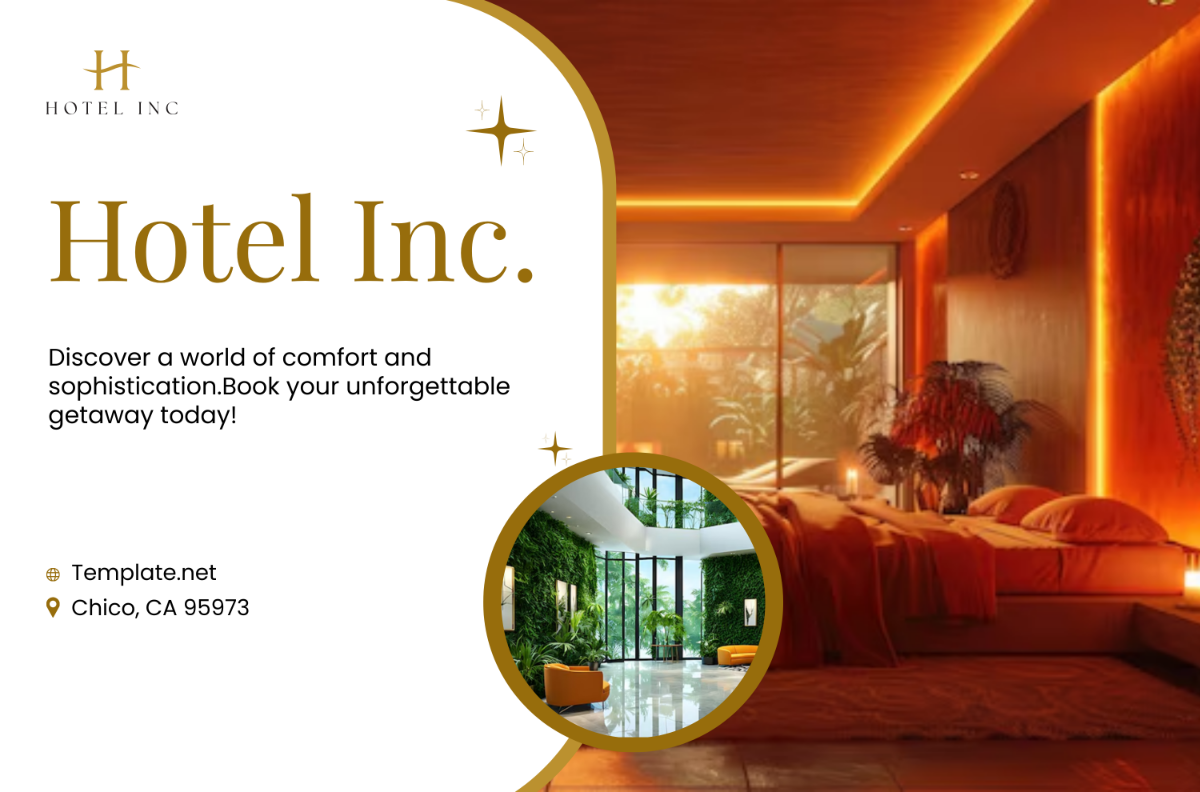 HOTEL INC
Hotel Inc.
Discover a world of comfort and
sophistication.Book your unforgettable
getaway today!
Template.net
Chico, CA 95973